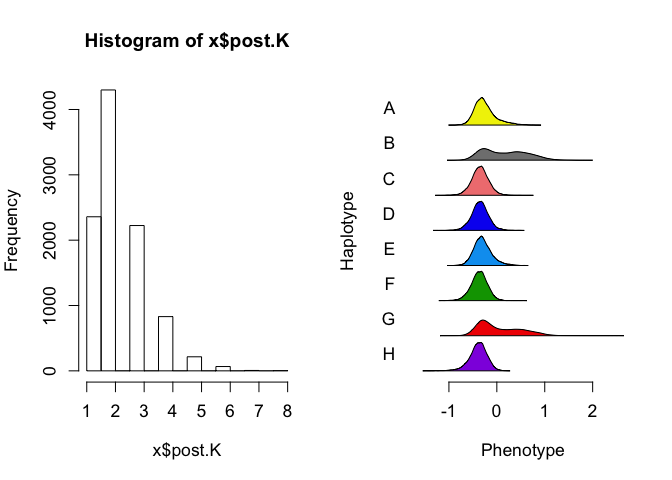 Histogram of x$post.K
Frequency
0
1000
2000
3000
4000
1 2 3 4 5 6 7 8
x$post.K
Haplotype
A
B
C
D
E
F
G
H
-1 0 1 2
Phenotype